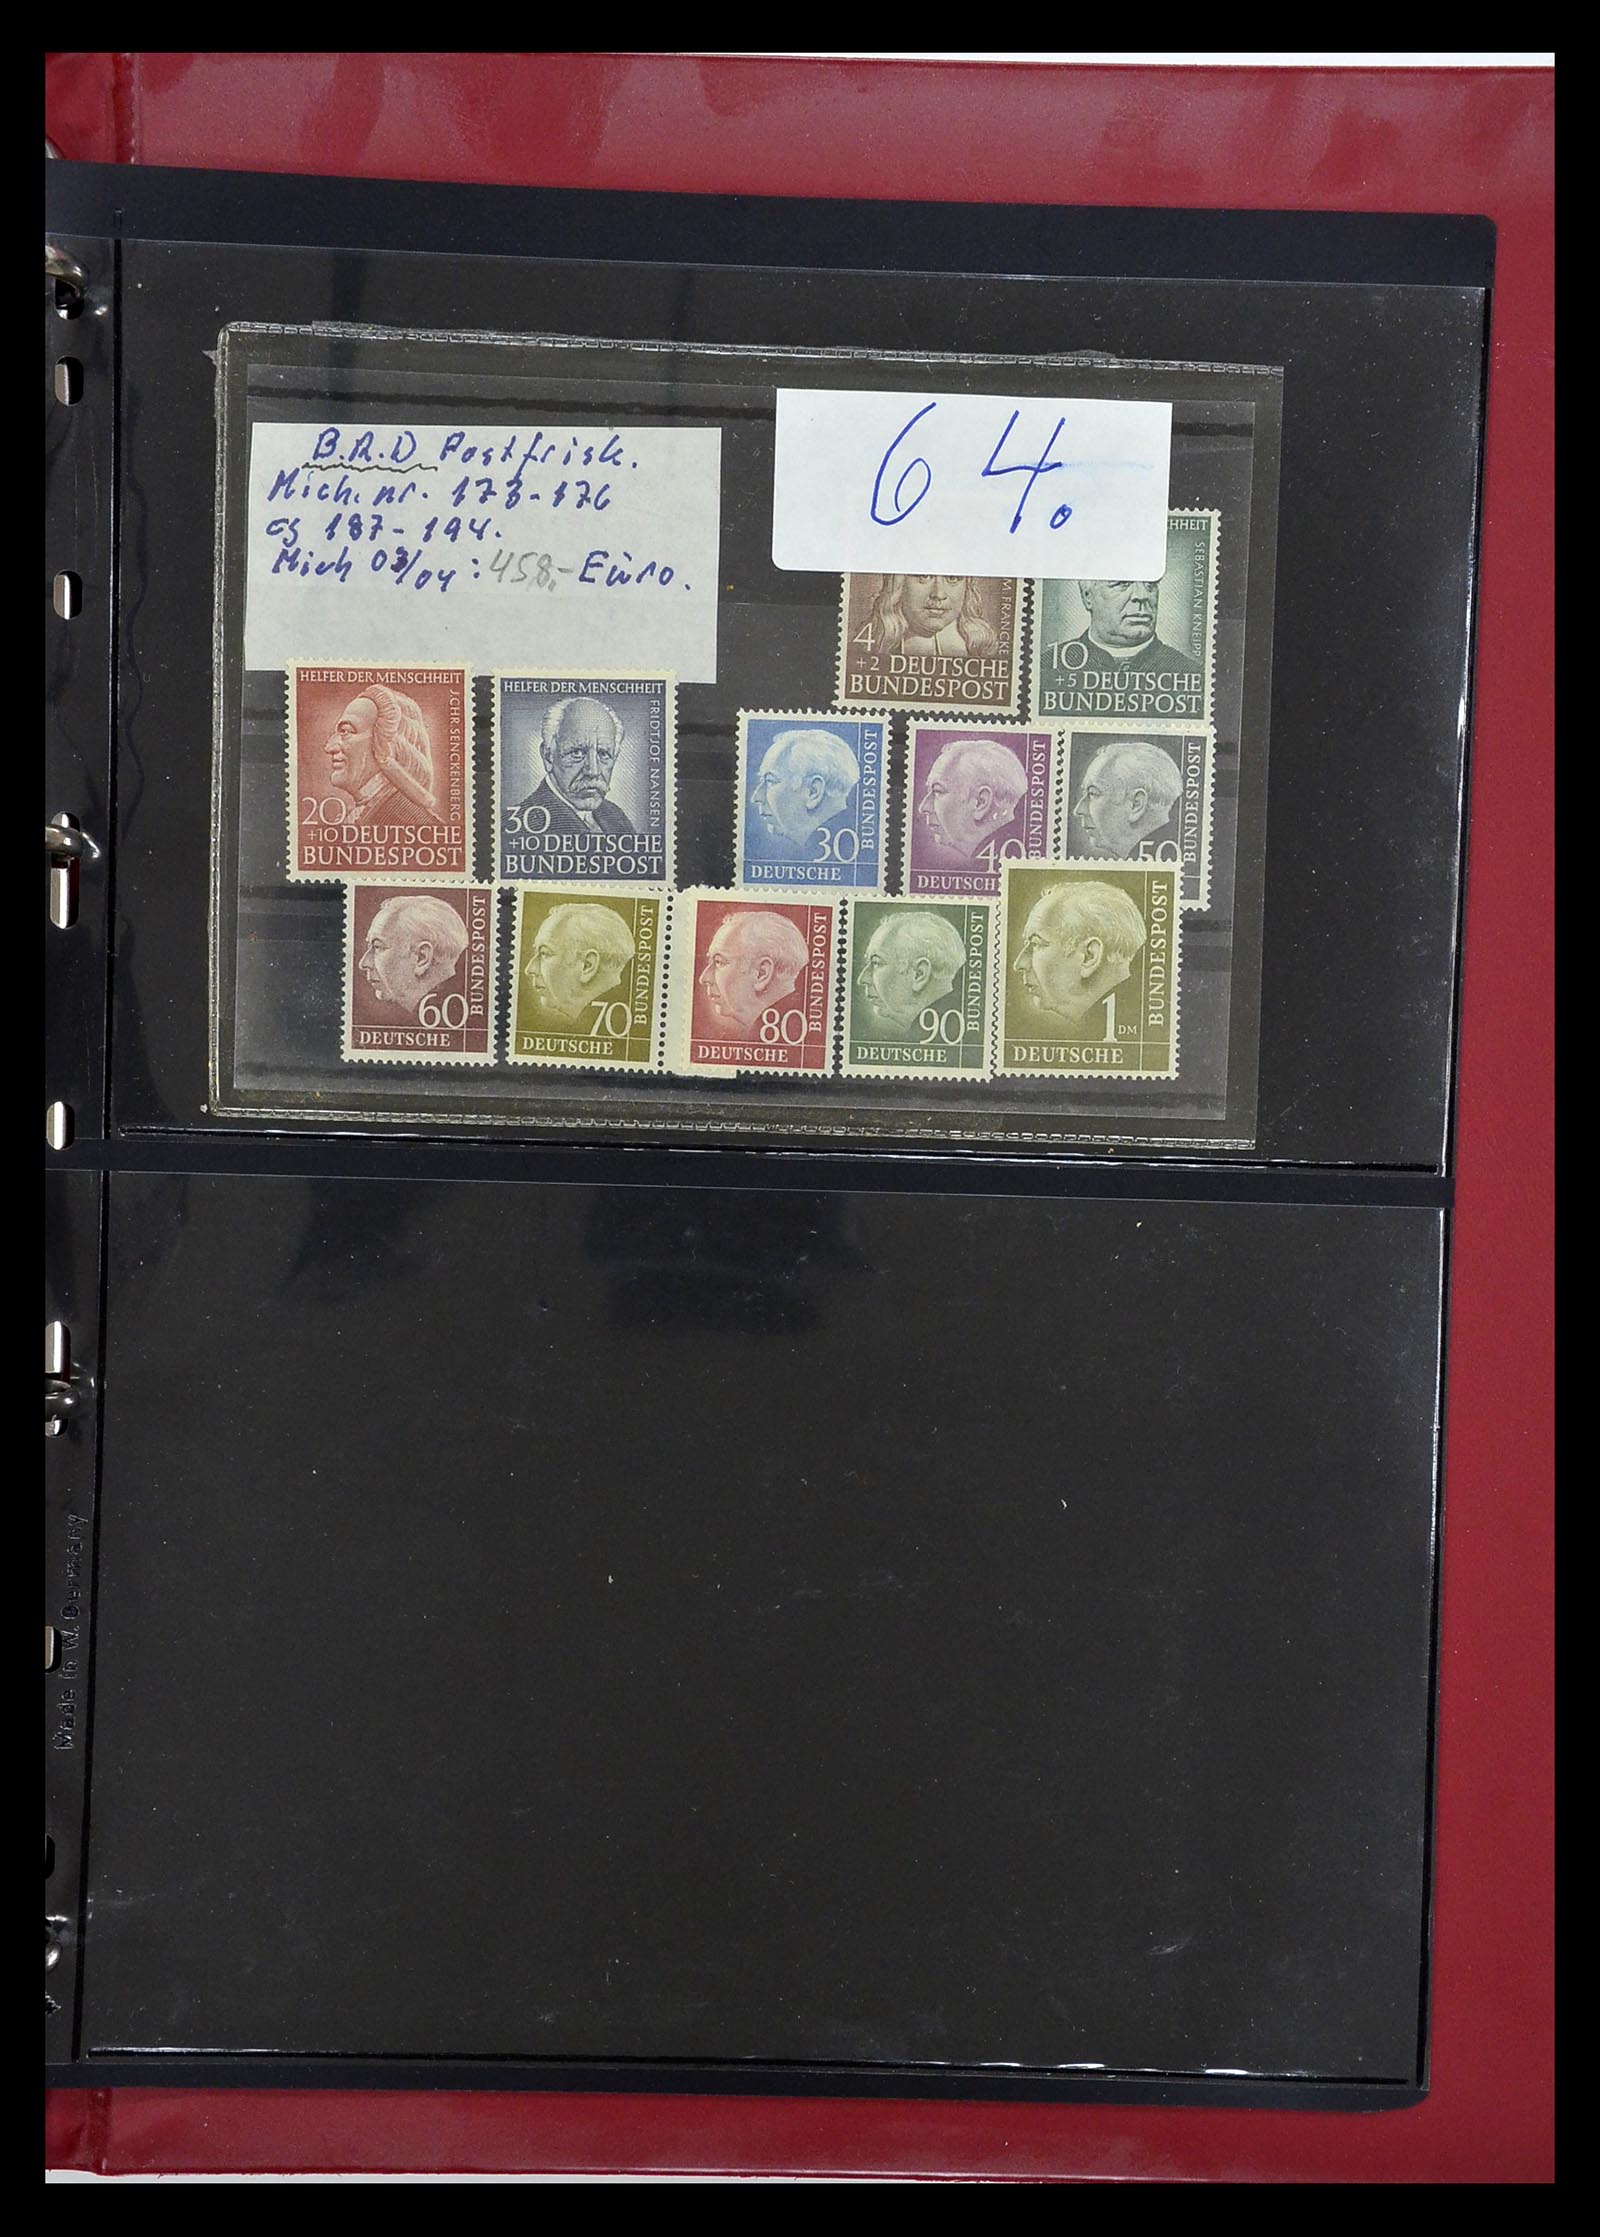 B.R.D Postfrisk.
Mich. nr. 173-176
og 187-194.
Mich 03/04: 458,- Euro.
64.
M. FRANCKE
4
+2 DEUTSCHE
BUNDESPOST
CHHEIT
SEBASTIAN KNEIPP
10
+5 DEUTSCHE
BUNDESPOST
HELFER DER MENSCHHEIT
J.CHR.SENCKENBERG
20
+10 DEUTSCHE
BUNDESPOST
HELFER DER MENSCHHEIT
FRIDTJOF NANSEN
30
+10 DEUTSCHE
BUNDESPOST
30
DEUTSCHE
BUNDESPOST
40
DEUTSCH
BUNDESPOST
50
BUNDESPOST
60
DEUTSCHE
BUNDESPOST
70
DEUTSCHE
BUNDESPOST
80
DEUTSCHE
BUNDESPOST
90
DEUTSCHE
BUNDESPOST
1 DM
DEUTSCHE
BUNDESPOST
Made in W. Germany